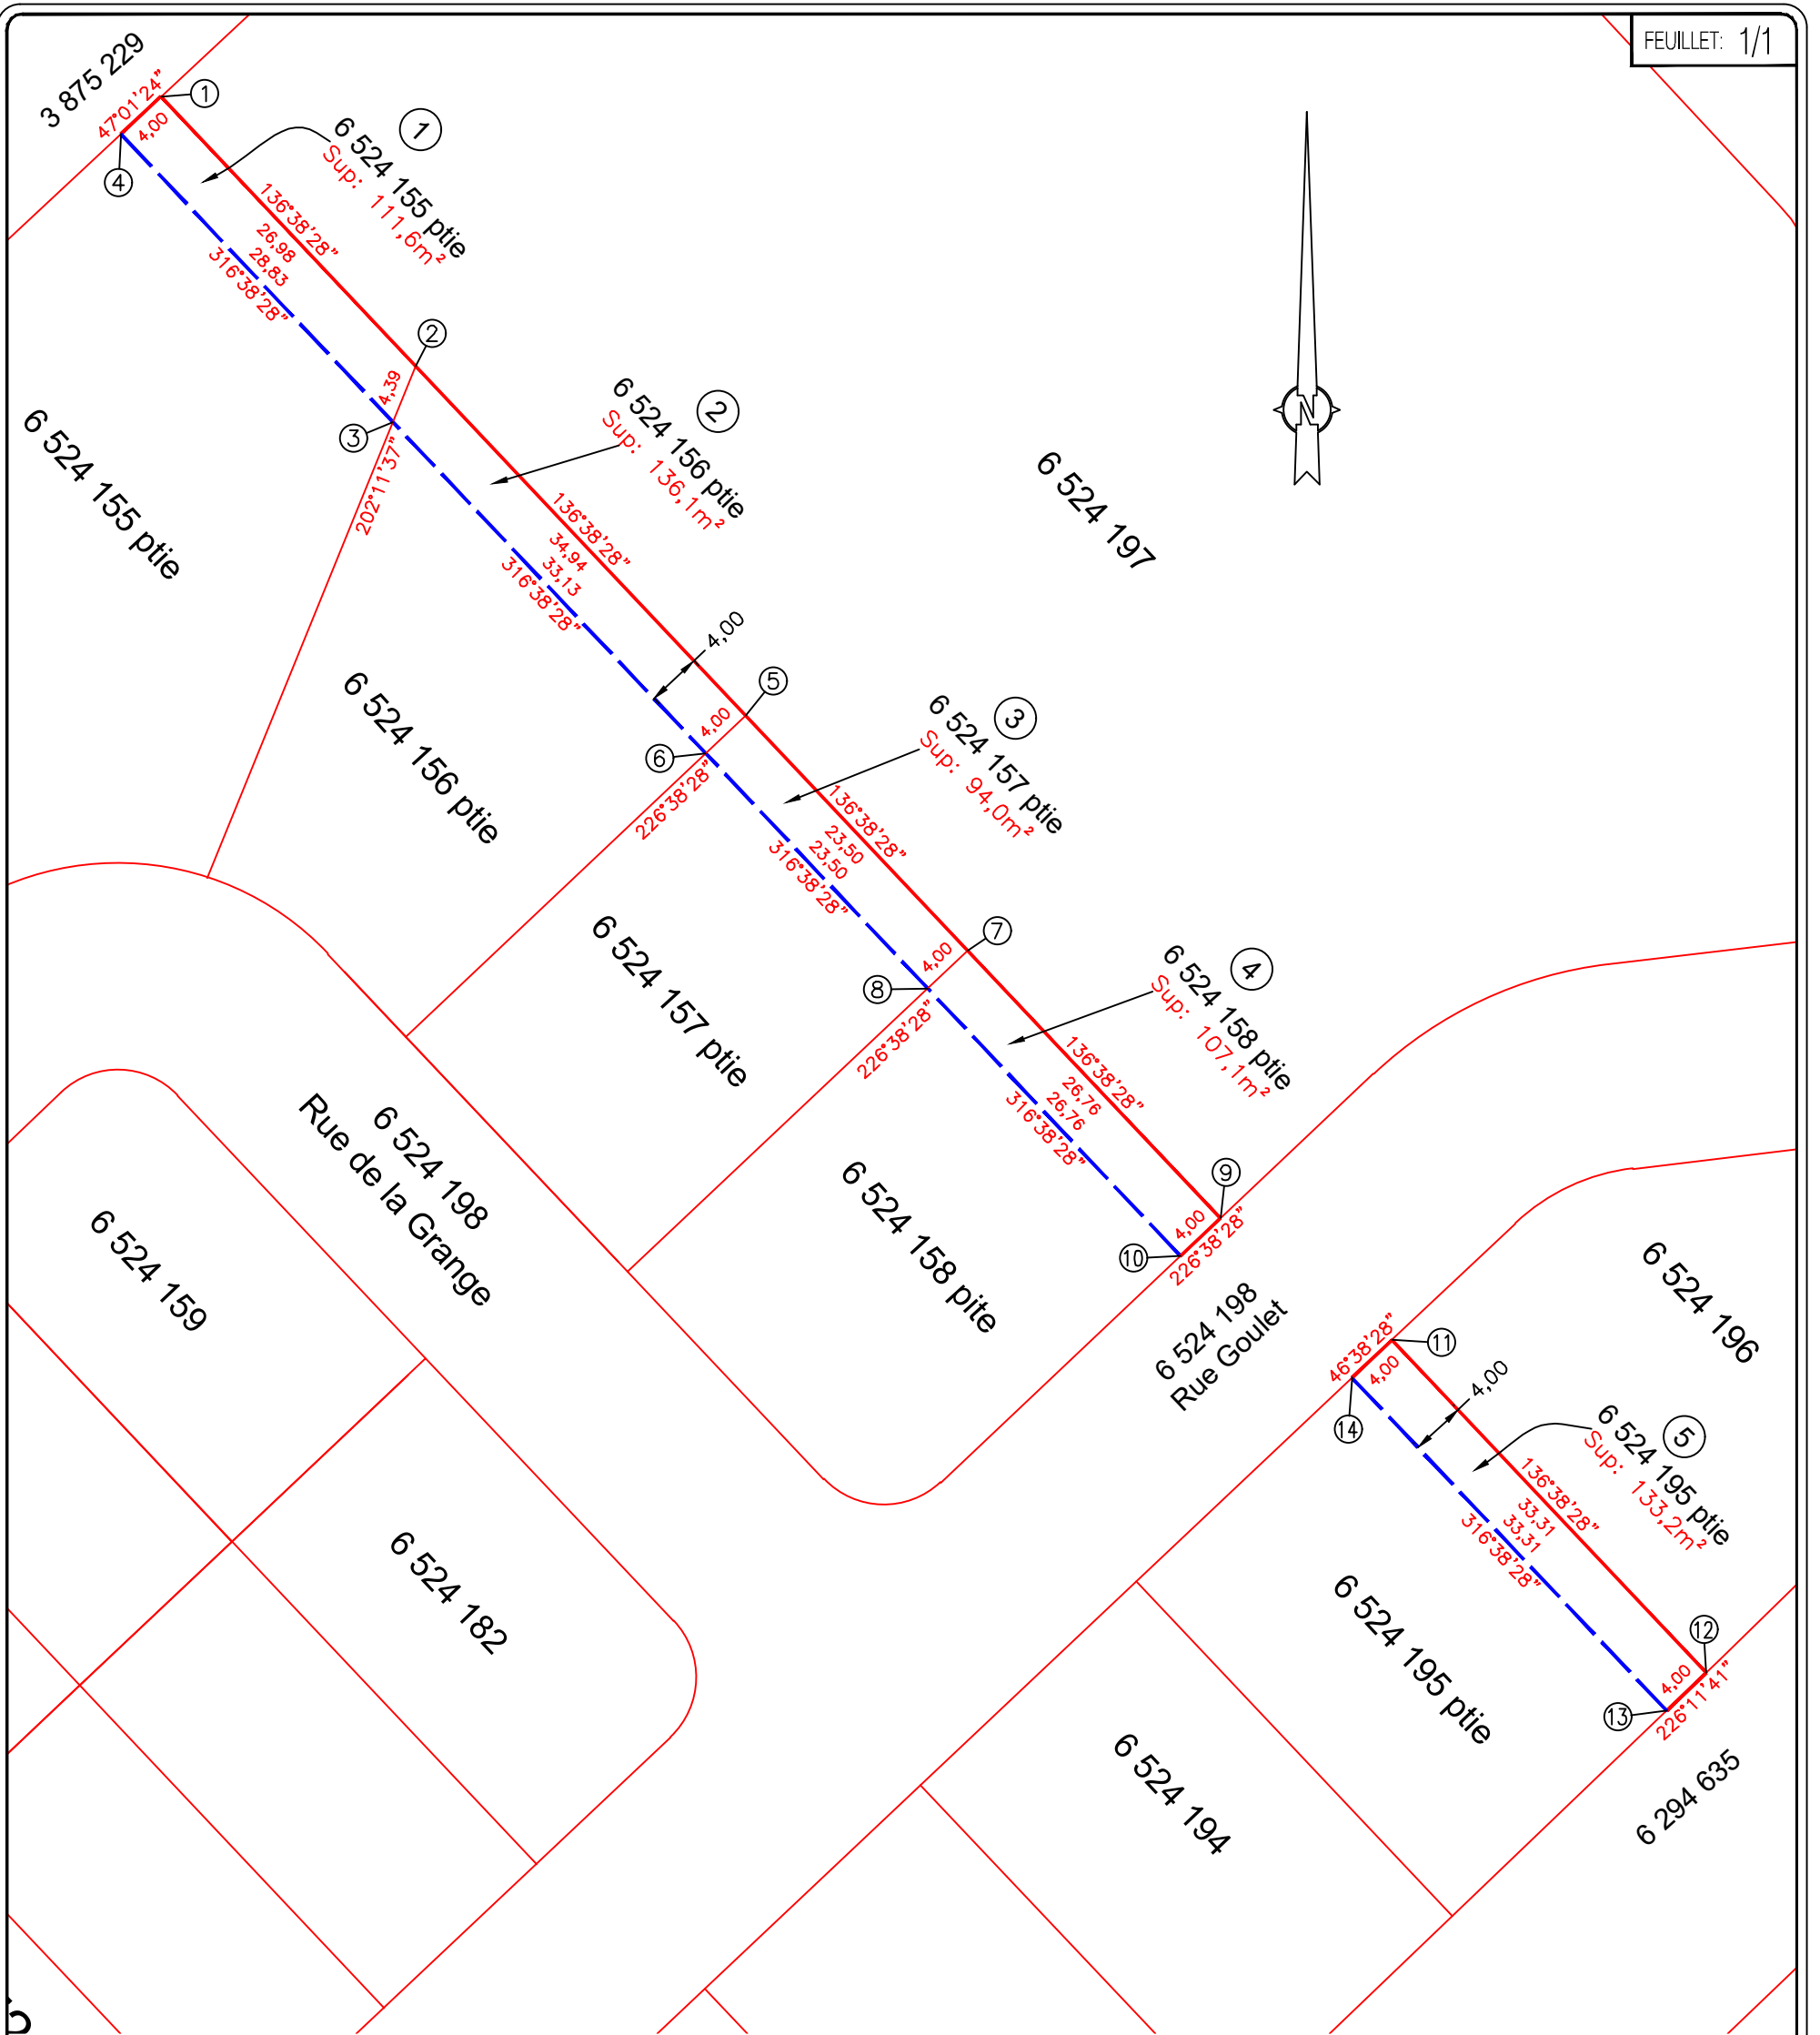 FEUILLET: 1/1
3 875 229
47°01'24"
4,00
1
4
1
6 524 155 ptie
Sup: 111,6m²
136°38'28"
26,98
28,83
316°38'28"
2
4,39
3
202°11'37"
6 524 155 ptie
2
6 524 156 ptie
Sup: 136,1m²
136°38'28"
34,94
33,13
316°38'28"
N
6 524 197
4,00
5
4,00
6
226°38'28"
6 524 156 ptie
3
6 524 157 ptie
Sup: 94,0m²
136°38'28"
23,50
23,50
316°38'28"
7
4,00
8
226°38'28"
6 524 157 ptie
4
6 524 158 ptie
Sup: 107,1m²
136°38'28"
26,76
26,76
316°38'28"
9
4,00
10
226°38'28"
6 524 158 pite
6 524 198
Rue de la Grange
6 524 159
6 524 198
Rue Goulet
6 524 196
46°38'28"
11
4,00
14
4,00
5
6 524 195 ptie
Sup: 133,2m²
136°38'28"
33,31
33,31
316°38'28"
12
4,00
13
226°11'41"
6 524 195 ptie
6 524 182
6 524 194
6 294 635